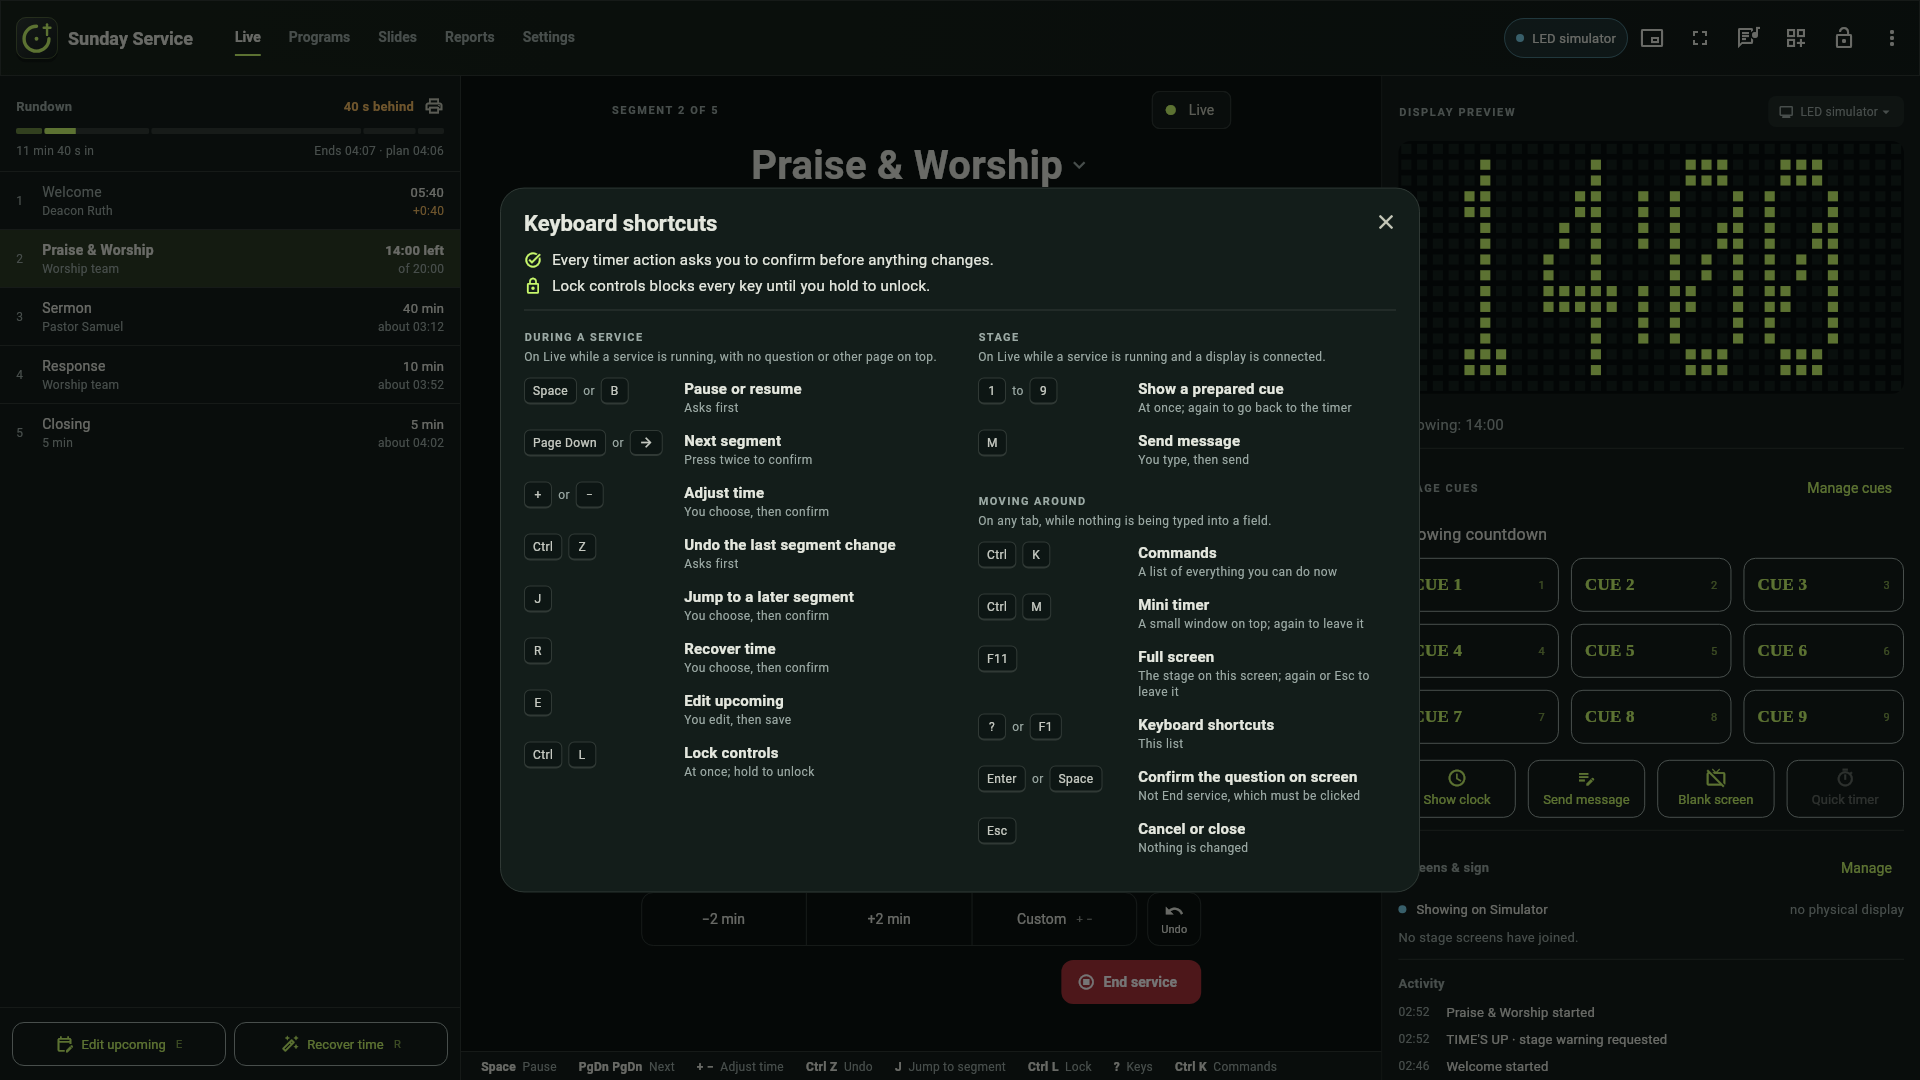 Sunday Service
Live
Programs
Slides
Reports
Settings
LED simulator
Rundown
40 s behind
11 min 40 s in
Ends 04:07 · plan 04:06
1
Welcome
05:40
Deacon Ruth
+0:40
2
Praise & Worship
14:00 left
Worship team
of 20:00
3
Sermon
40 min
Pastor Samuel
about 03:12
4
Response
10 min
Worship team
about 03:52
5
Closing
5 min
5 min
about 04:02
Edit upcoming E
Recover time R
SEGMENT 2 OF 5
Live
Praise & Worship
Keyboard shortcuts
Every timer action asks you to confirm before anything changes.
Lock controls blocks every key until you hold to unlock.
DURING A SERVICE
On Live while a service is running, with no question or other page on top.
Space or B
Pause or resume
Asks first
Page Down or →
Next segment
Press twice to confirm
+ or −
Adjust time
You choose, then confirm
Ctrl Z
Undo the last segment change
Asks first
J
Jump to a later segment
You choose, then confirm
R
Recover time
You choose, then confirm
E
Edit upcoming
You edit, then save
Ctrl L
Lock controls
At once; hold to unlock
STAGE
On Live while a service is running and a display is connected.
1 to 9
Show a prepared cue
At once; again to go back to the timer
M
Send message
You type, then send
MOVING AROUND
On any tab, while nothing is being typed into a field.
Ctrl K
Commands
A list of everything you can do now
Ctrl M
Mini timer
A small window on top; again to leave it
F11
Full screen
The stage on this screen; again or Esc to
leave it
? or F1
Keyboard shortcuts
This list
Enter or Space
Confirm the question on screen
Not End service, which must be clicked
Esc
Cancel or close
Nothing is changed
−2 min
+2 min
Custom + −
Undo
End service
Space Pause
PgDn PgDn Next
+ − Adjust time
Ctrl Z Undo
J Jump to segment
Ctrl L Lock
? Keys
Ctrl K Commands
DISPLAY PREVIEW
LED simulator
14:00
owing: 14:00
AGE CUES
Manage cues
owing countdown
CUE 1 1
CUE 2 2
CUE 3 3
CUE 4 4
CUE 5 5
CUE 6 6
CUE 7 7
CUE 8 8
CUE 9 9
Show clock
Send message
Blank screen
Quick timer
eens & sign
Manage
Showing on Simulator
no physical display
No stage screens have joined.
Activity
02:52 Praise & Worship started
02:52 TIME'S UP · stage warning requested
02:46 Welcome started